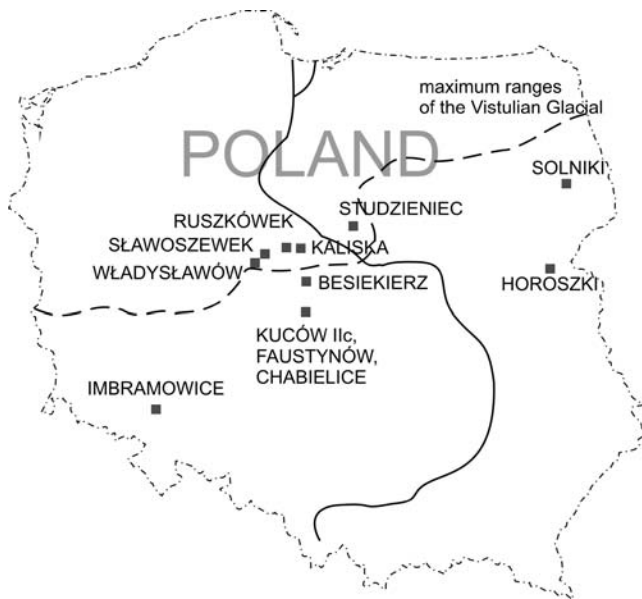 maximum ranges
of the Vistulian Glacial
POLAND
SOLNIKI
STUDZIENIEC
RUSZKÓWEK
SŁAWOSZEWEK
KALISKA
WŁADYSŁAWÓW
BESIEKIERZ
HOROSZKI
KUCÓW IIc,
FAUSTYNÓW,
CHABIELICE
IMBRAMOWICE